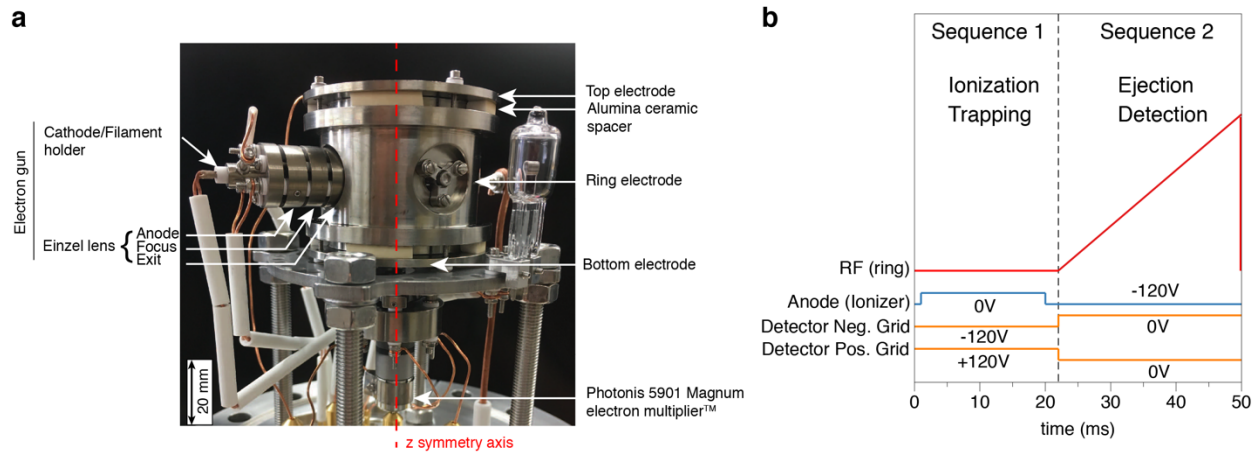 a
Cathode/Filament
holder
Electron gun
Einzel lens { Anode
Focus
Exit
20 mm
Top electrode
Alumina ceramic
spacer
Ring electrode
Bottom electrode
Photonis 5901 Magnum
electron multiplier™
z symmetry axis
b
Sequence 1
Sequence 2
Ionization
Trapping
Ejection
Detection
RF (ring)
Anode (Ionizer)
0V
-120V
Detector Neg. Grid
-120V
0V
Detector Pos. Grid
+120V
0V
0 10 20 30 40 50
time (ms)